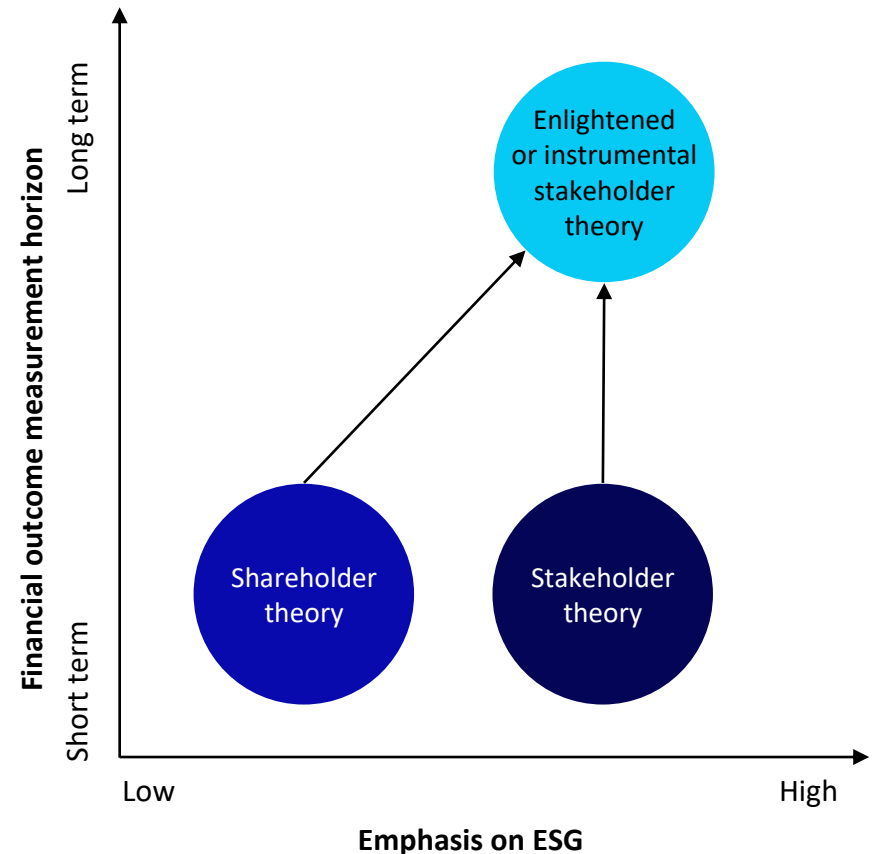 Financial outcome measurement horizon
Long term
Short term
Enlightened
or instrumental
stakeholder
theory
Shareholder
theory
Stakeholder
theory
Low
High
Emphasis on ESG